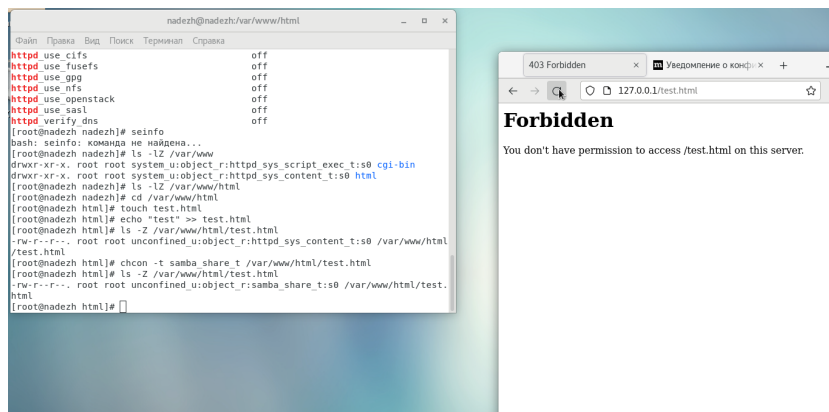 nadezh@nadezh:/var/www/html
Файл Правка Вид Поиск Терминал Справка
httpd_use_cifs off
httpd_use_fusefs off
httpd_use_gpg off
httpd_use_nfs off
httpd_use_openstack off
httpd_use_sasl off
httpd_verify_dns off
[root@nadezh nadezh]# seinfo
bash: seinfo: команда не найдена...
[root@nadezh nadezh]# ls -lZ /var/www
drwxr-xr-x. root root system_u:object_r:httpd_sys_script_exec_t:s0 cgi-bin
drwxr-xr-x. root root system_u:object_r:httpd_sys_content_t:s0 html
[root@nadezh nadezh]# ls -lZ /var/www/html
[root@nadezh nadezh]# cd /var/www/html
[root@nadezh html]# touch test.html
[root@nadezh html]# echo "test" >> test.html
[root@nadezh html]# ls -Z /var/www/html/test.html
-rw-r--r--. root root unconfined_u:object_r:httpd_sys_content_t:s0 /var/www/html
/test.html
[root@nadezh html]# chcon -t samba_share_t /var/www/html/test.html
[root@nadezh html]# ls -Z /var/www/html/test.html
-rw-r--r--. root root unconfined_u:object_r:samba_share_t:s0 /var/www/html/test.
html
[root@nadezh html]#
403 Forbidden
m Уведомление о конфи
127.0.0.1/test.html
Forbidden
You don't have permission to access /test.html on this server.